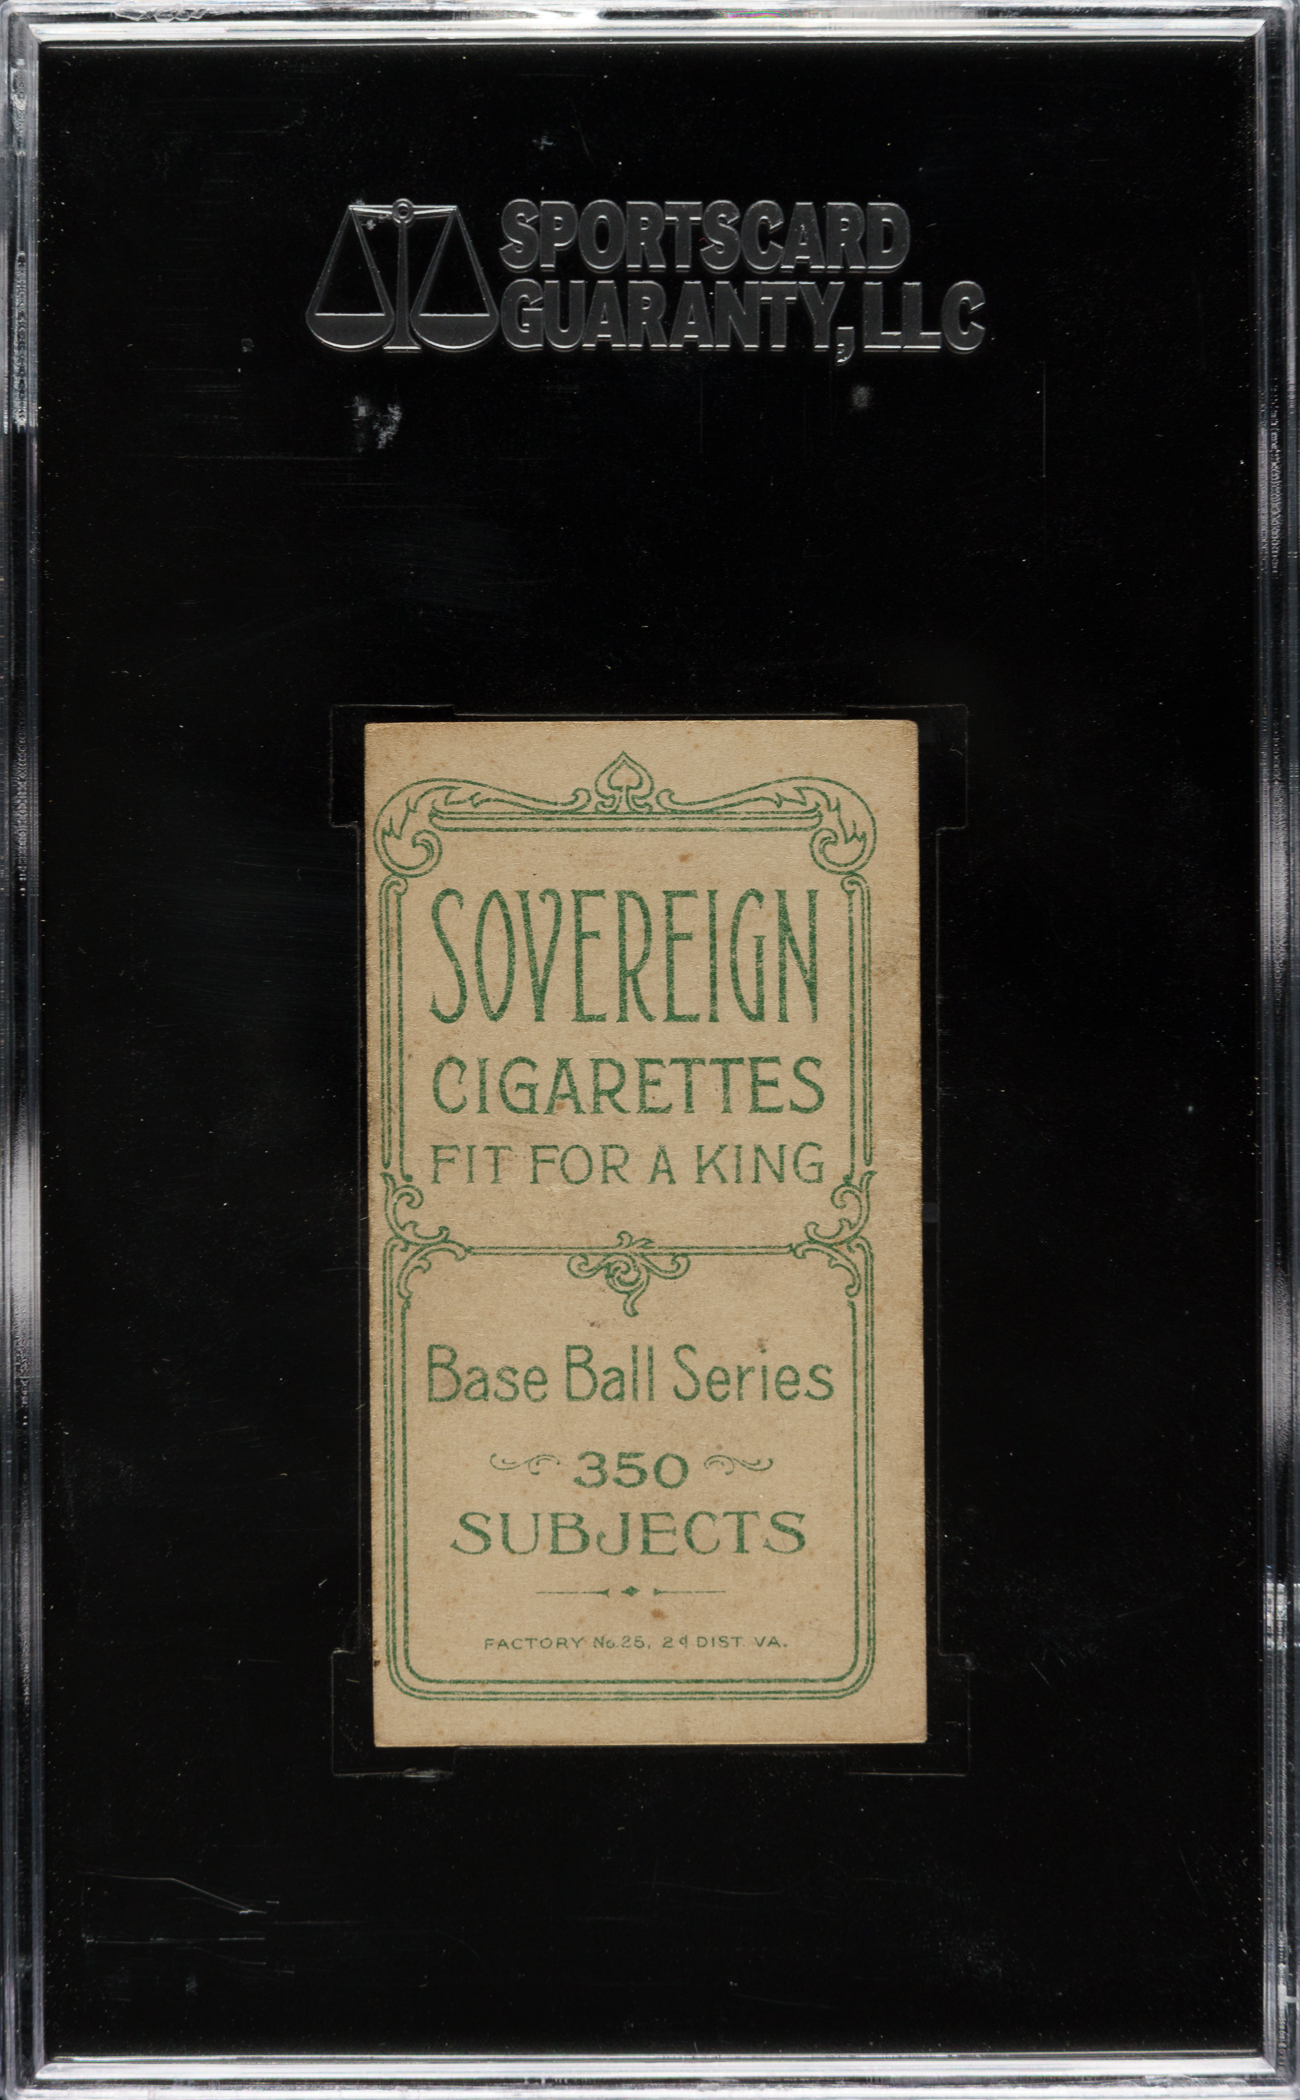 SPORTSCARD
GUARANTY, LLC
SOVEREIGN
CIGARETTES
FIT FOR A KING
Base Ball Series
350
SUBJECTS
FACTORY No. 25, 2d DIST. VA.